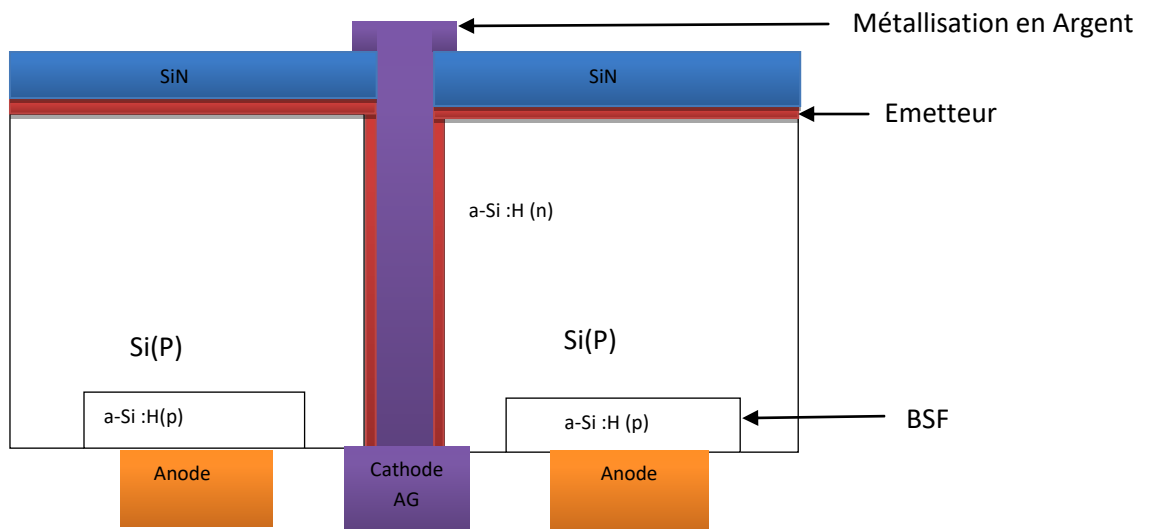 Métallisation en Argent
SiN
SiN
Emetteur
a-Si :H (n)
Si(P)
Si(P)
a-Si :H(p)
a-Si :H (p)
BSF
Anode
Cathode
AG
Anode